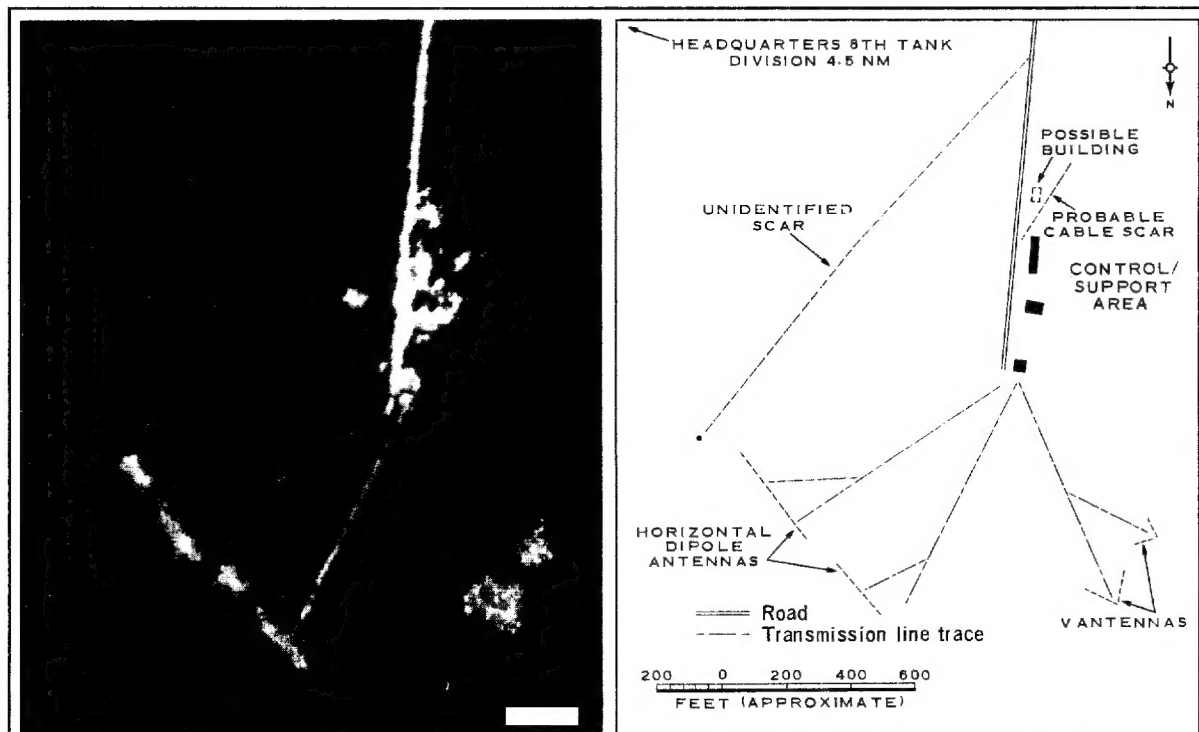 HEADQUARTERS 8TH TANK
DIVISION 4.5 NM
N
POSSIBLE
BUILDING
UNIDENTIFIED
SCAR
PROBABLE
CABLE SCAR
CONTROL/
SUPPORT
AREA
HORIZONTAL
DIPOLE
ANTENNAS
V ANTENNAS
Road
Transmission line trace
200 0 200 400 600
FEET (APPROXIMATE)